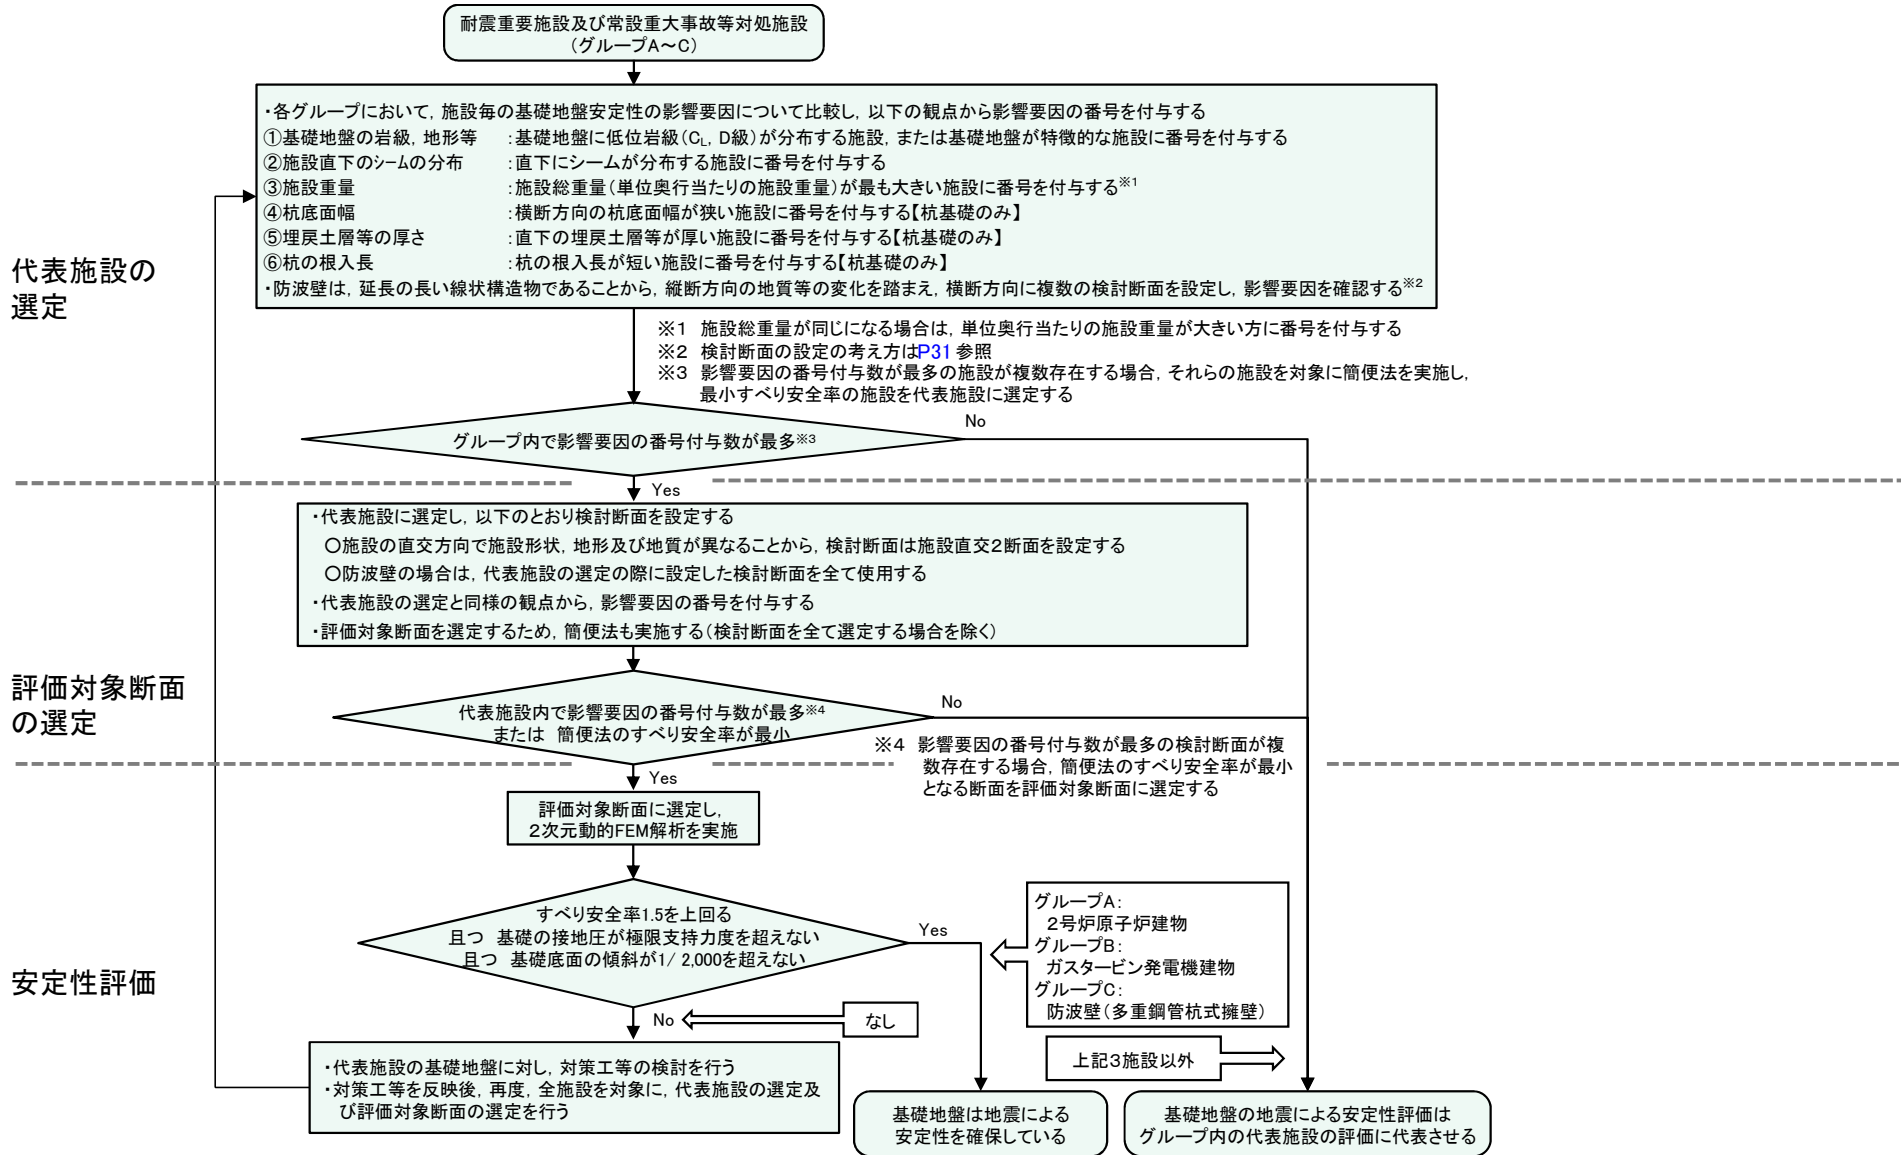 耐震重要施設及び常設重大事故等対処施設
(グループA~C)
・各グループにおいて, 施設毎の基礎地盤安定性の影響要因について比較し, 以下の観点から影響要因の番号を付与する
①基礎地盤の岩級, 地形等 :基礎地盤に低位岩級(CL, D級)が分布する施設, または基礎地盤が特徴的な施設に番号を付与する
②施設直下のシームの分布 :直下にシームが分布する施設に番号を付与する
③施設重量 :施設総重量(単位奥行当たりの施設重量)が最も大きい施設に番号を付与する※1
④杭底面幅 :横断方向の杭底面幅が狭い施設に番号を付与する【杭基礎のみ】
⑤埋戻土層等の厚さ :直下の埋戻土層等が厚い施設に番号を付与する【杭基礎のみ】
⑥杭の根入長 :杭の根入長が短い施設に番号を付与する【杭基礎のみ】
・防波壁は, 延長の長い線状構造物であることから, 縦断方向の地質等の変化を踏まえ, 横断方向に複数の検討断面を設定し, 影響要因を確認する※2
代表施設の
選定
※1 施設総重量が同じになる場合は, 単位奥行当たりの施設重量が大きい方に番号を付与する
※2 検討断面の設定の考え方はP31 参照
※3 影響要因の番号付与数が最多の施設が複数存在する場合, それらの施設を対象に簡便法を実施し,
最小すべり安全率の施設を代表施設に選定する
グループ内で影響要因の番号付与数が最多※3
No
Yes
・代表施設に選定し, 以下のとおり検討断面を設定する
○施設の直交方向で施設形状, 地形及び地質が異なることから, 検討断面は施設直交2断面を設定する
○防波壁の場合は, 代表施設の選定の際に設定した検討断面を全て使用する
・代表施設の選定と同様の観点から, 影響要因の番号を付与する
・評価対象断面を選定するため, 簡便法も実施する(検討断面を全て選定する場合を除く)
評価対象断面
の選定
代表施設内で影響要因の番号付与数が最多※4
または 簡便法のすべり安全率が最小
No
※4 影響要因の番号付与数が最多の検討断面が複
数存在する場合, 簡便法のすべり安全率が最小
となる断面を評価対象断面に選定する
Yes
評価対象断面に選定し,
2次元動的FEM解析を実施
安定性評価
すべり安全率1.5を上回る
且つ 基礎の接地圧が極限支持力度を超えない
且つ 基礎底面の傾斜が1/ 2,000を超えない
Yes
グループA:
2号炉原子炉建物
グループB:
ガスタービン発電機建物
グループC:
防波壁(多重鋼管杭式擁壁)
No
なし
上記3施設以外
・代表施設の基礎地盤に対し, 対策工等の検討を行う
・対策工等を反映後, 再度, 全施設を対象に, 代表施設の選定及
び評価対象断面の選定を行う
基礎地盤は地震による
安定性を確保している
基礎地盤の地震による安定性評価は
グループ内の代表施設の評価に代表させる